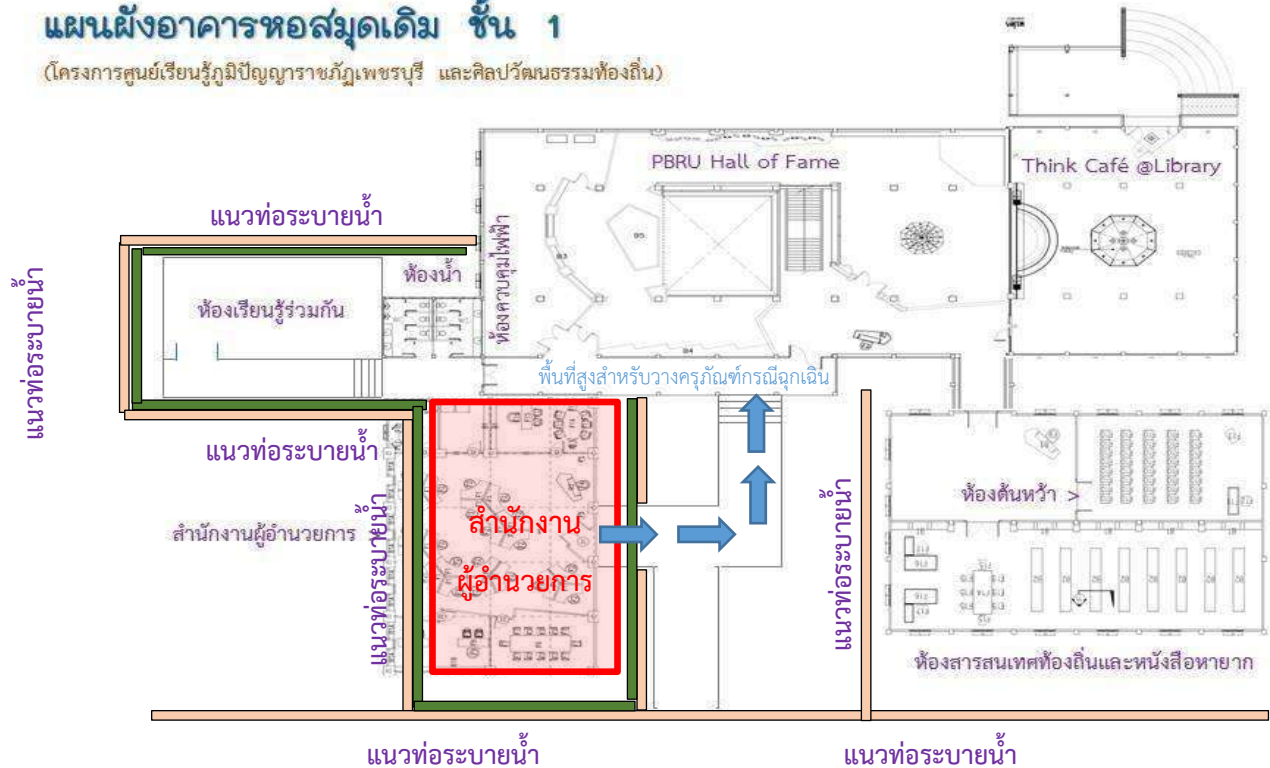 แผนผังอาคารหอสมุดเดิม ชั้น 1
(โครงการศูนย์เรียนรู้ภูมิปัญญาราชภัฏเพชรบุรี และศิลปวัฒนธรรมท้องถิ่น)
PBRU Hall of Fame
Think Café @Library
แนวท่อระบายน้ำ
แนวท่อระบายน้ำ
ห้องน้ำ
ห้องควบคุมไฟฟ้า
ห้องเรียนรู้ร่วมกัน
พื้นที่สูงสำหรับวางครุภัณฑ์กรณีฉุกเฉิน
แนวท่อระบายน้ำ
สำนักงานผู้อำนวยการ
แนวท่อระบายน้ำ
สำนักงาน
ผู้อำนวยการ
แนวท่อระบายน้ำ
ห้องต้นหว้า >
ห้องสารสนเทศท้องถิ่นและหนังสือหายาก
แนวท่อระบายน้ำ
แนวท่อระบายน้ำ